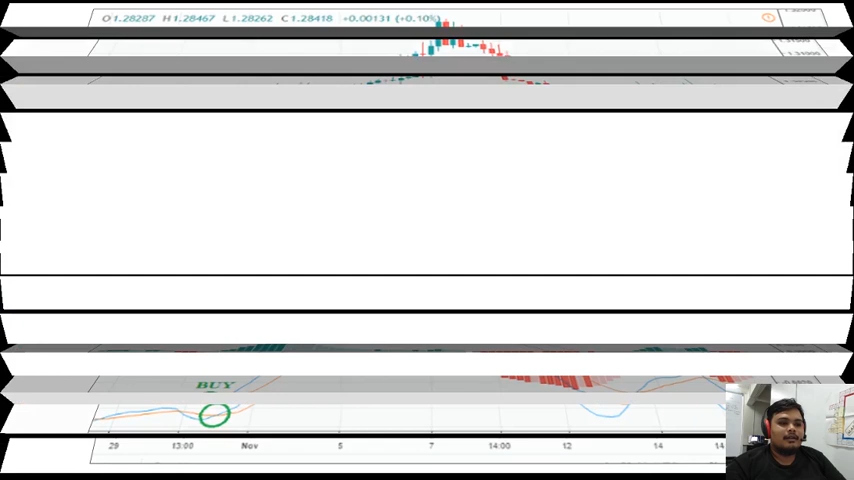 O1.28287 H1.28467 L1.28262 C1.28418 +0.00131 (+0.10%)
BUY
29 13:00 Nov 5 7 14:00 12 14 14